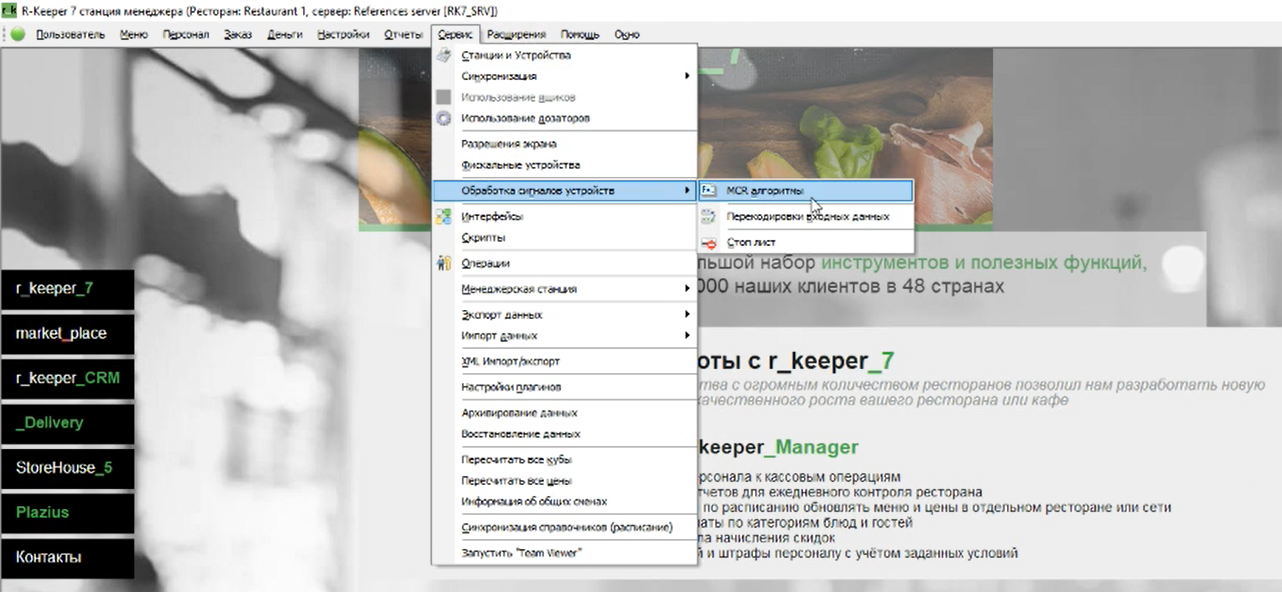 R-Keeper 7 станция менеджера (Ресторан: Restaurant 1, сервер: References server [RK7_SRV])
Пользователь Меню Персонал Заказ Деньги Настройки Отчеты Сервис Расширения Помощь Окно
Станции и Устройства
Синхронизация
Использование ящиков
Использование дозаторов
Разрешения экрана
Фискальные устройства
Обработка сигналов устройств
MCR алгоритмы
Интерфейсы
Перекодировки входных данных
Скрипты
Стоп лист
Операции
льшой набор инструментов и полезных функций,
Менеджерская станция
000 наших клиентов в 48 странах
Экспорт данных
Импорт данных
XML Импорт/экспорт
Настройки плагинов
Архивирование данных
Восстановление данных
Пересчитать все кубы
Пересчитать все цены
Информация об общих сменах
Синхронизация справочников (расписание)
Запустить "Team Viewer"
r_keeper_7
market_place
r_keeper_CRM
_Delivery
StoreHouse_5
Plazius
Контакты
оты с r_keeper_7
тва с огромным количеством ресторанов позволил нам разработать новую
качественного роста вашего ресторана или кафе
keeper_Manager
рсонала к кассовым операциям
тчетов для ежедневного контроля ресторана
по расписанию обновлять меню и цены в отдельном ресторане или сети
латы по категориям блюд и гостей
ла начисления скидок
й и штрафы персоналу с учётом заданных условий